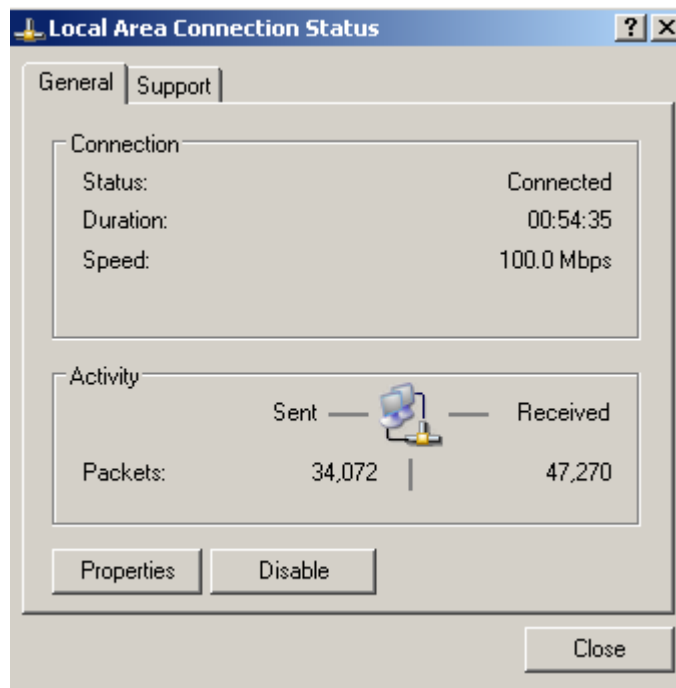 Local Area Connection Status
General Support
Connection
Status: Connected
Duration: 00:54:35
Speed: 100.0 Mbps
Activity
Sent Received
Packets: 34,072 47,270
Properties Disable
Close